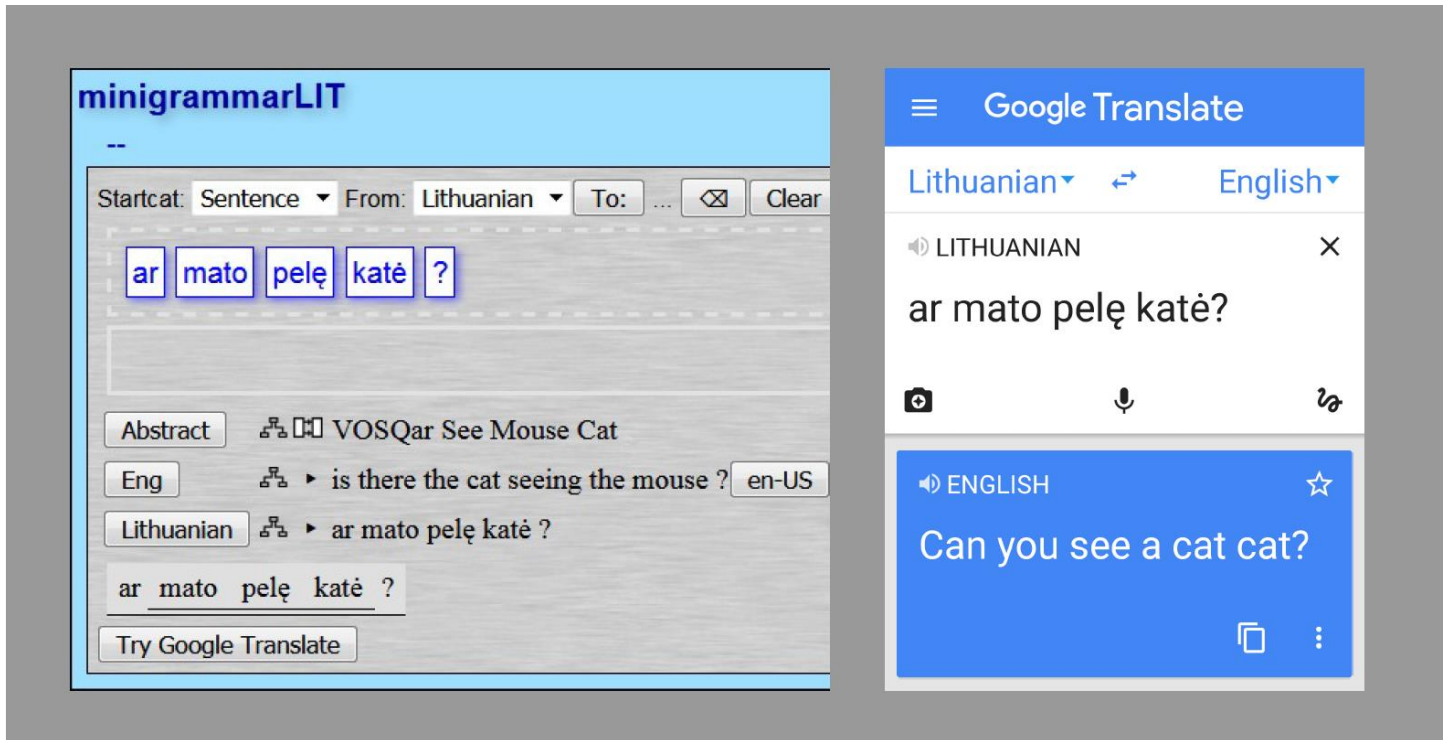 minigrammarLIT
--
Startcat: Sentence From: Lithuanian To: ... Clear
ar mato pelę katė ?
Abstract VOSQar See Mouse Cat
Eng is there the cat seeing the mouse ? en-US
Lithuanian ar mato pelę katė ?
ar mato pelę katė ?
Try Google Translate
Google Translate
Lithuanian English
LITHUANIAN
ar mato pelę katė?
ENGLISH
Can you see a cat cat?